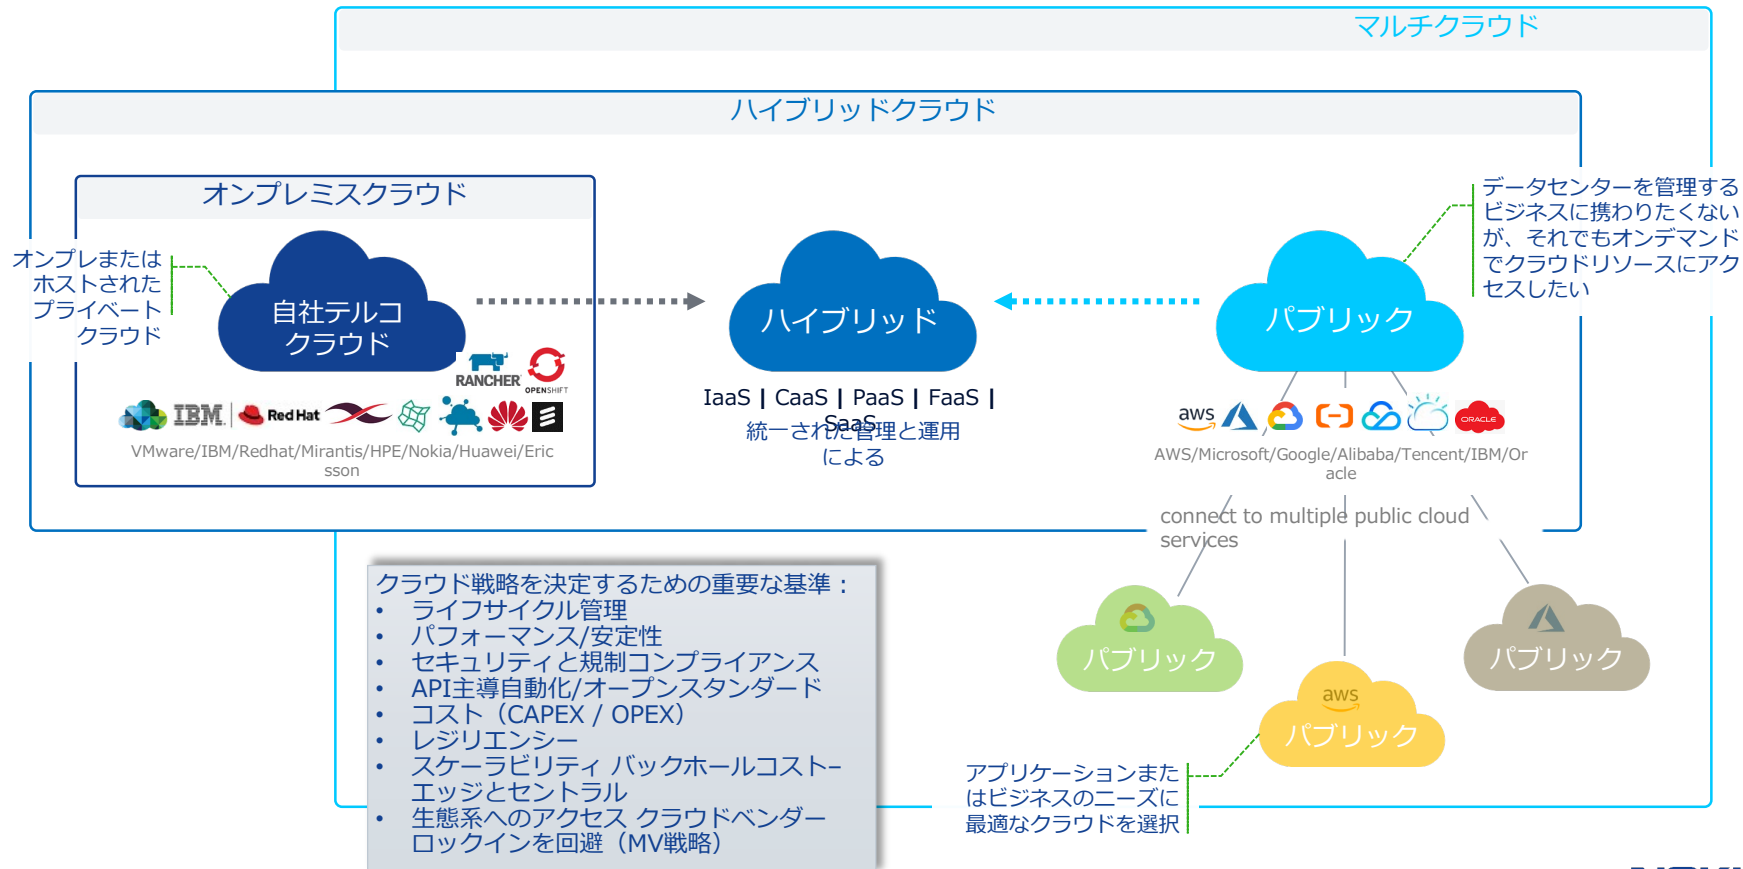 マルチクラウド
ハイブリッドクラウド
オンプレミスクラウド
オンプレまたは
ホストされた
プライベート
クラウド
自社テルコ
クラウド
RANCHER
OPENSHIFT
IBM
Red Hat
VMware/IBM/Redhat/Mirantis/HPE/Nokia/Huawei/Eric
sson
ハイブリッド
IaaS | CaaS | PaaS | FaaS |
SaaS
統一された管理と運用
による
パブリック
データセンターを管理する
ビジネスに携わりたくない
が、それでもオンデマンド
でクラウドリソースにアク
セスしたい
aws
ORACLE
AWS/Microsoft/Google/Alibaba/Tencent/IBM/Or
acle
connect to multiple public cloud
services
パブリック
aws
パブリック
パブリック
アプリケーションまた
はビジネスのニーズに
最適なクラウドを選択
クラウド戦略を決定するための重要な基準：
• ライフサイクル管理
• パフォーマンス/安定性
• セキュリティと規制コンプライアンス
• API主導自動化/オープンスタンダード
• コスト（CAPEX / OPEX）
• レジリエンシー
• スケーラビリティ バックホールコスト–
エッジとセントラル
• 生態系へのアクセス クラウドベンダー
ロックインを回避（MV戦略）